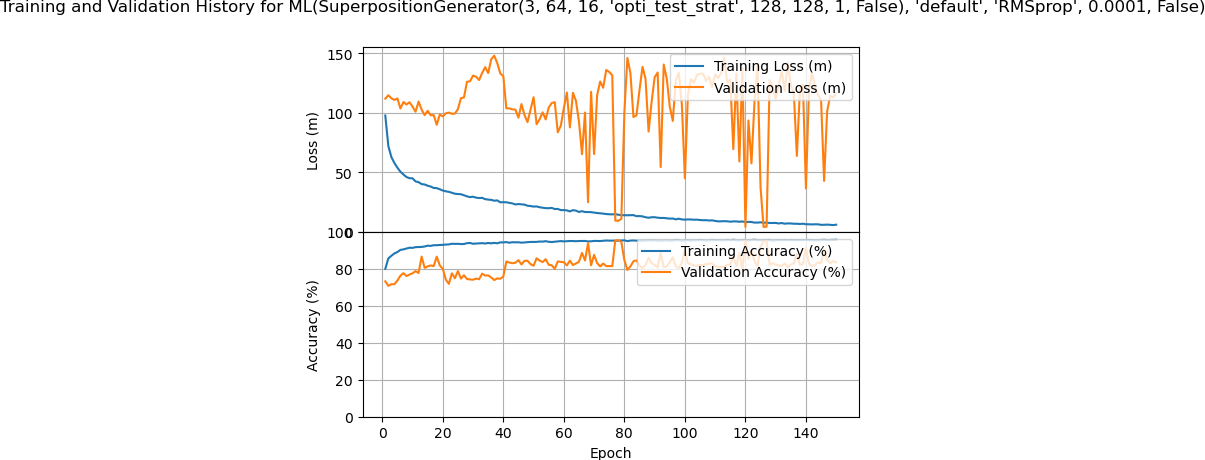 Training and Validation History for ML(SuperpositionGenerator(3, 64, 16, 'opti_test_strat', 128, 128, 1, False), 'default', 'RMSprop', 0.0001, False)
150
100
50
0
Loss (m)
Training Loss (m)
Validation Loss (m)
100
80
60
40
20
0
Accuracy (%)
Training Accuracy (%)
Validation Accuracy (%)
0 20 40 60 80 100 120 140
Epoch